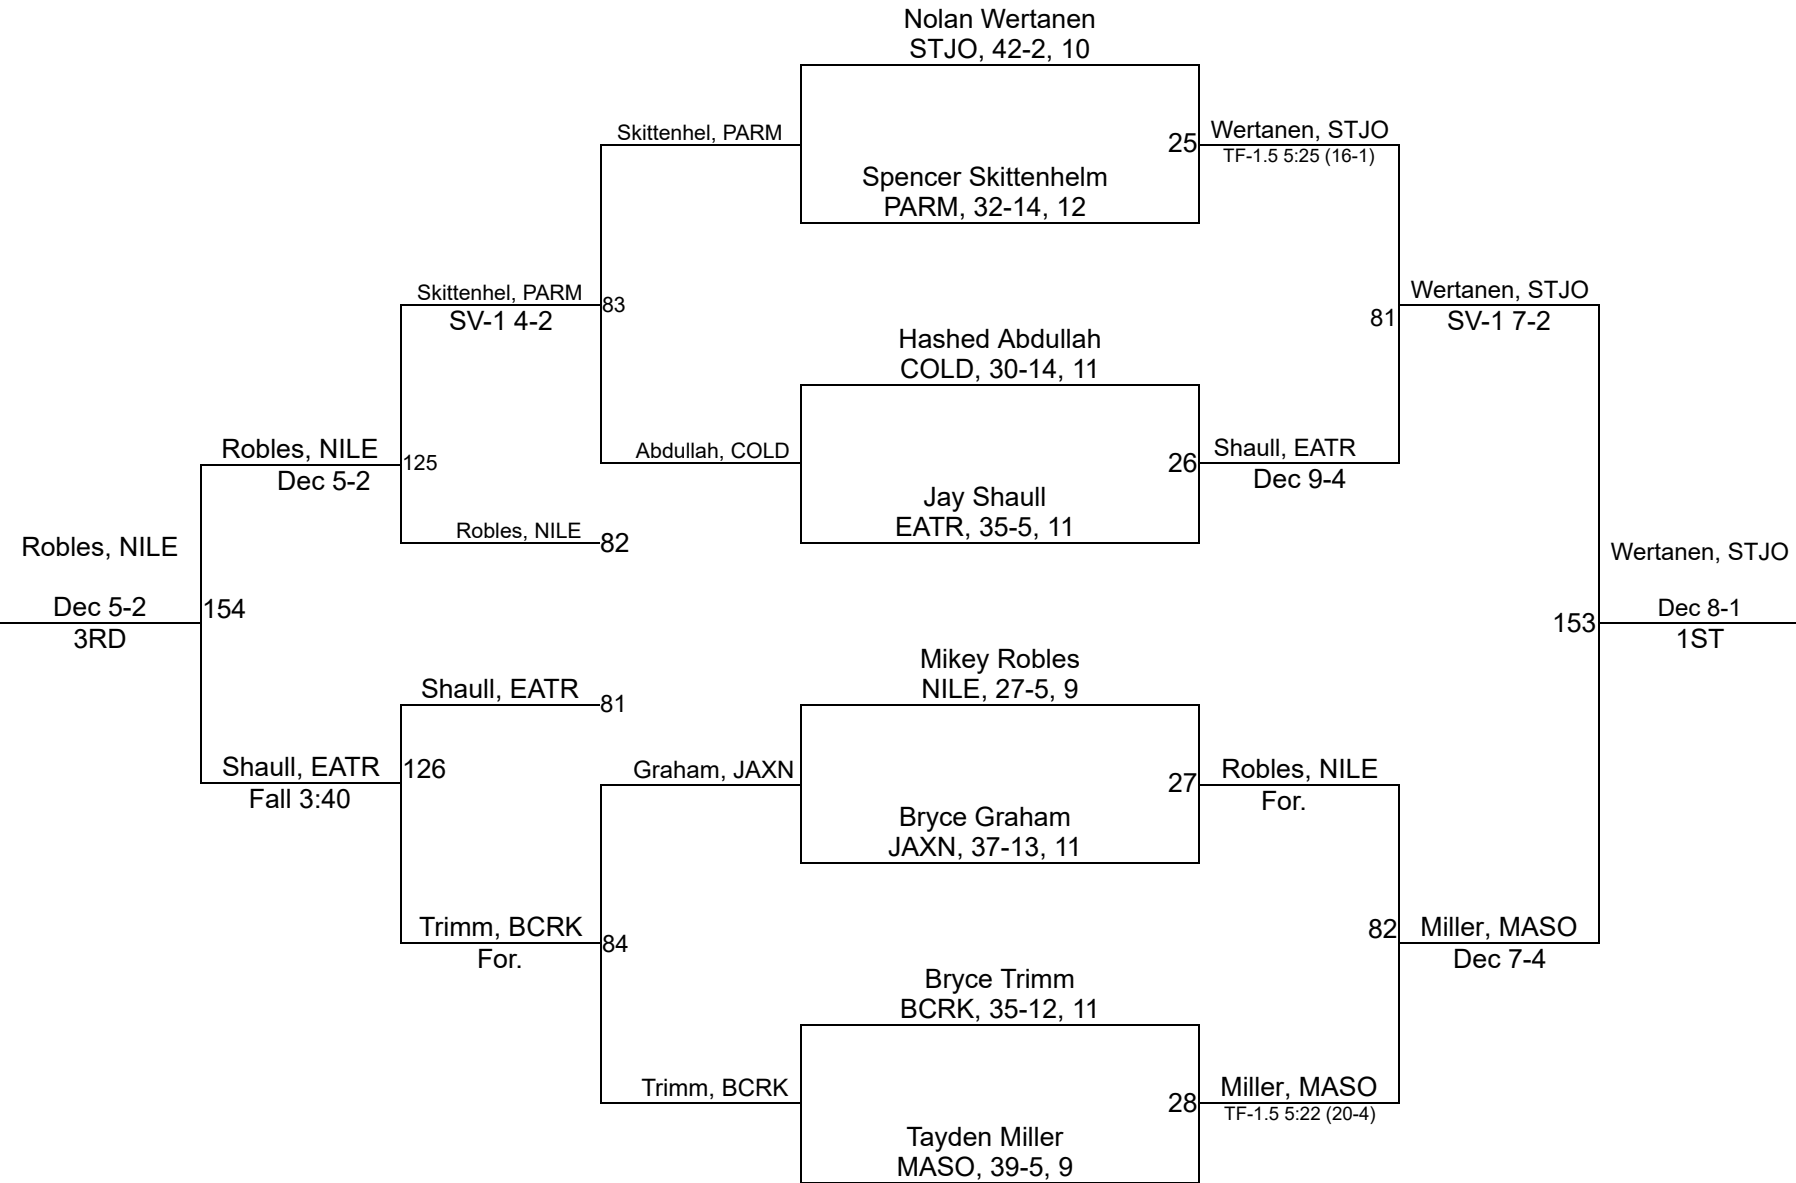 Nolan Wertanen
STJO, 42-2, 10
Skittenhel, PARM
25
Wertanen, STJO
TF-1.5 5:25 (16-1)
Spencer Skittenhelm
PARM, 32-14, 12
Skittenhel, PARM
SV-1 4-2
83
Wertanen, STJO
SV-1 7-2
81
Hashed Abdullah
COLD, 30-14, 11
Robles, NILE
Dec 5-2
125
Abdullah, COLD
26
Shaull, EATR
Dec 9-4
Jay Shaull
EATR, 35-5, 11
Robles, NILE
82
Robles, NILE
Dec 5-2
3RD
154
Wertanen, STJO
Dec 8-1
1ST
153
Mikey Robles
NILE, 27-5, 9
Shaull, EATR
81
Shaull, EATR
Fall 3:40
126
Graham, JAXN
27
Robles, NILE
For.
Bryce Graham
JAXN, 37-13, 11
Trimm, BCRK
For.
84
82
Miller, MASO
Dec 7-4
Bryce Trimm
BCRK, 35-12, 11
Trimm, BCRK
28
Miller, MASO
TF-1.5 5:22 (20-4)
Tayden Miller
MASO, 39-5, 9